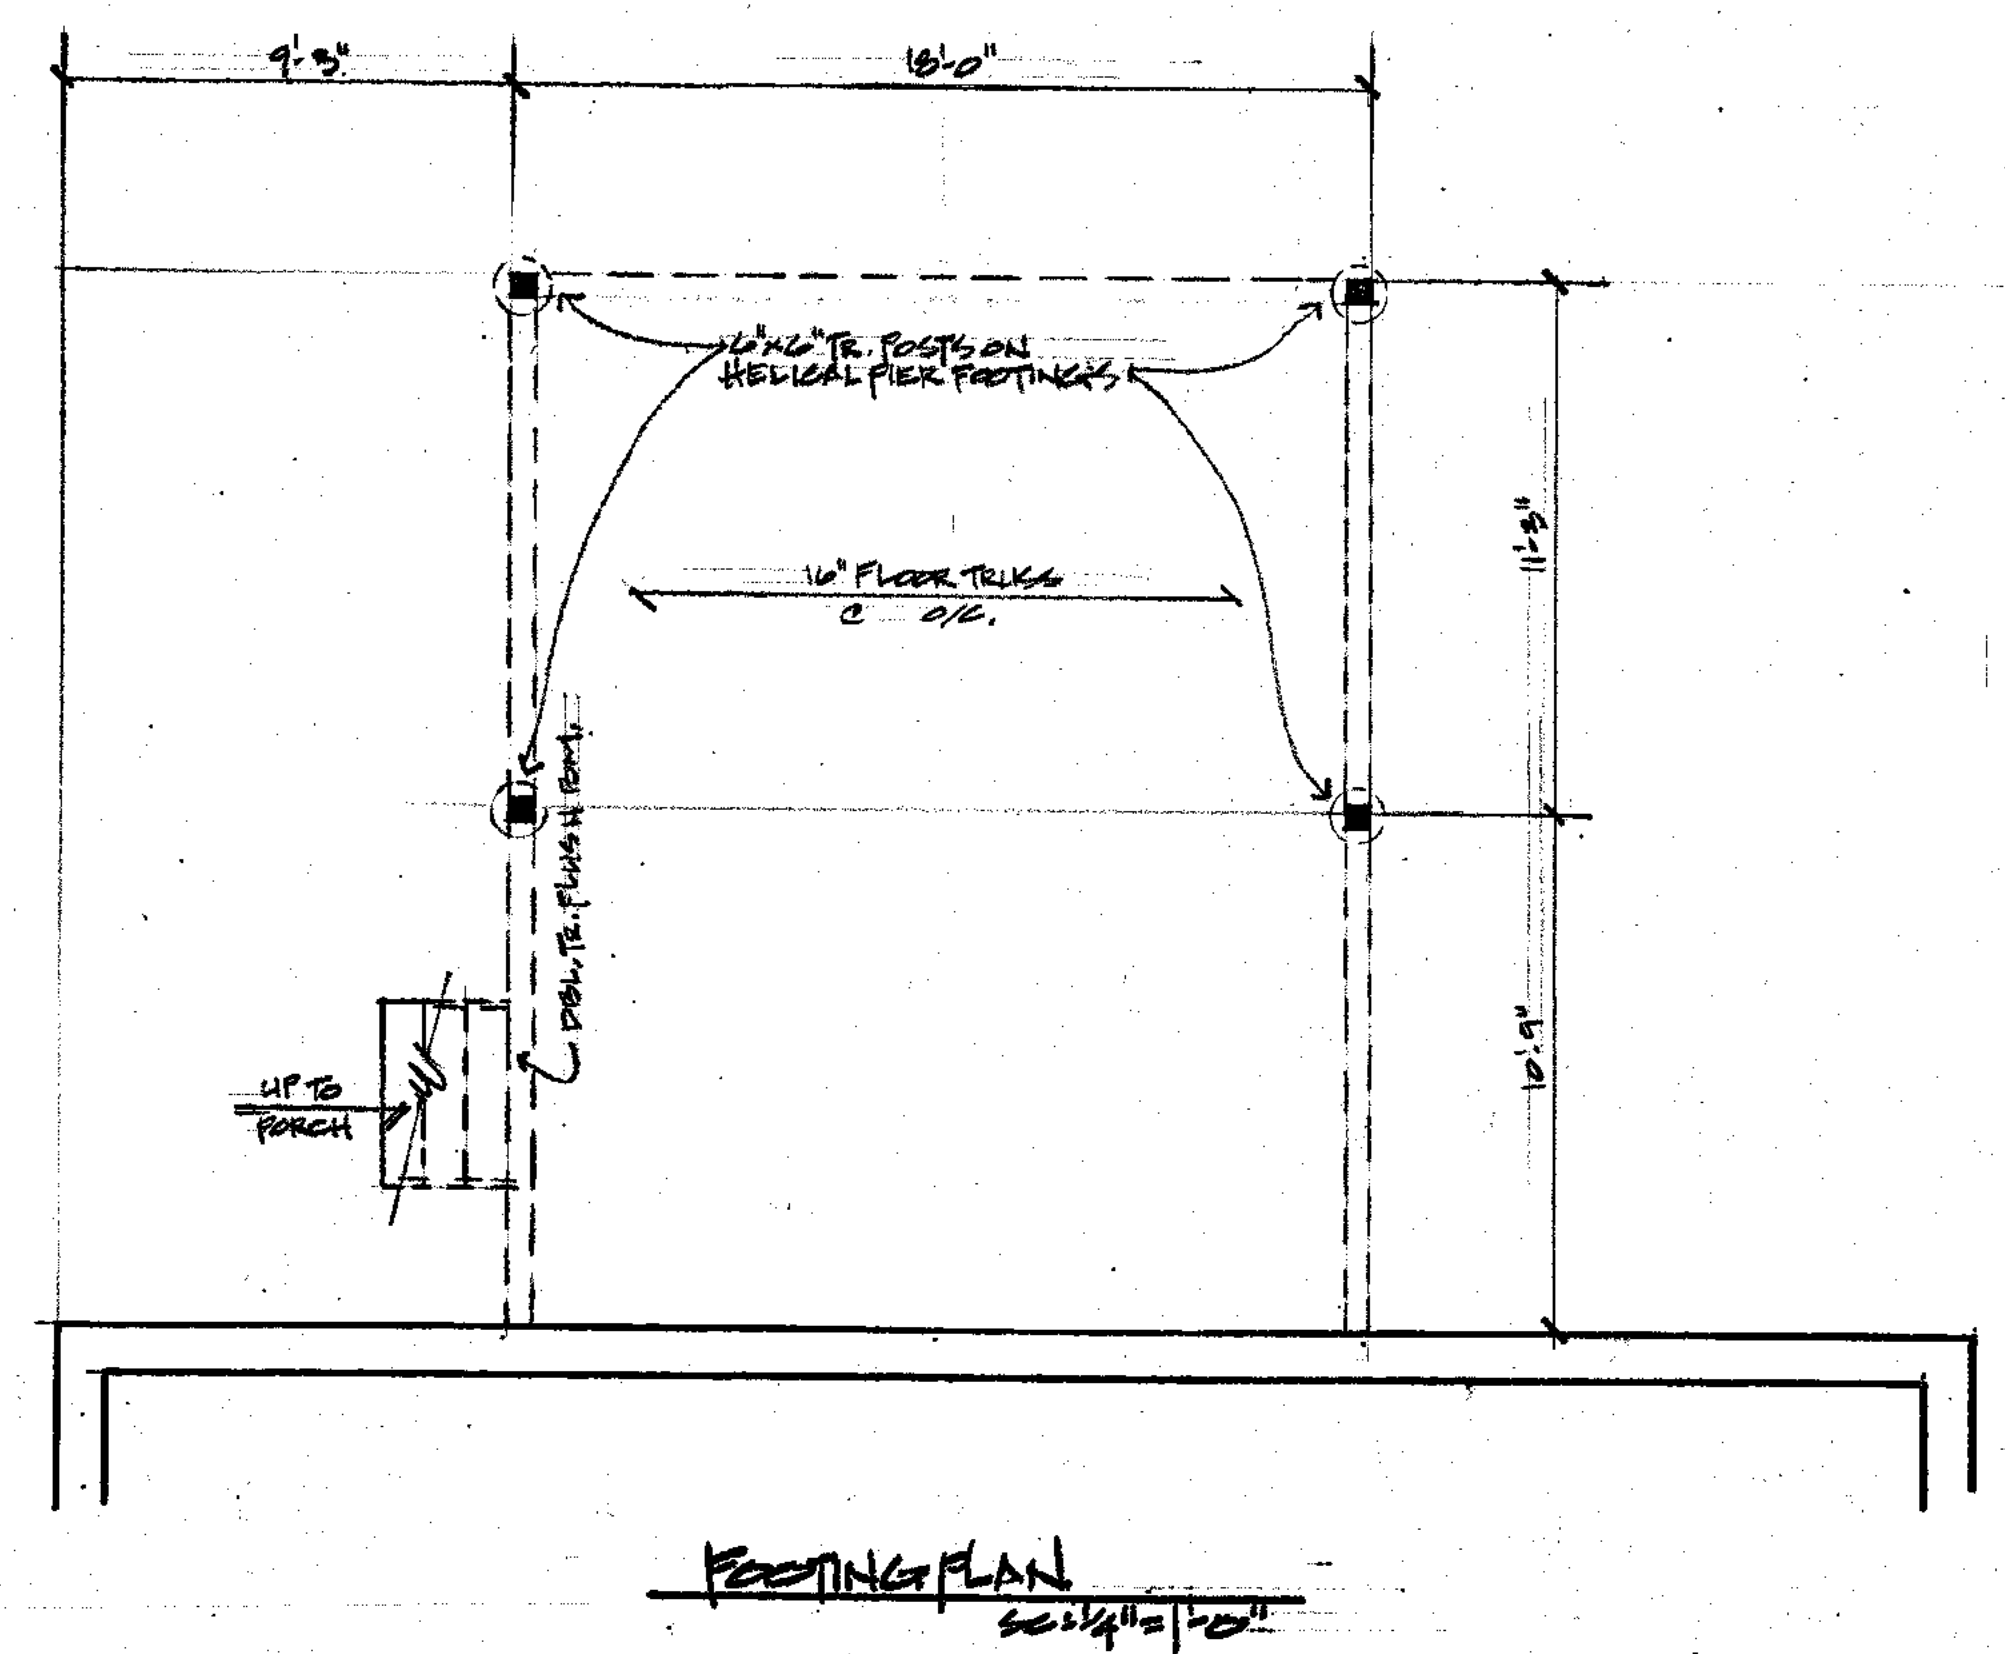 9'-3"
18'-0"
6"x6" TR. POSTS ON
HELICAL PIER FOOTINGS
11'-3"
16" FLOOR TRUSS
@ O/C.
DBL. TR. FLUSH BM.
10'-9"
UP TO
PORCH
FOOTING PLAN
SC: 1/4" = 1'-0"